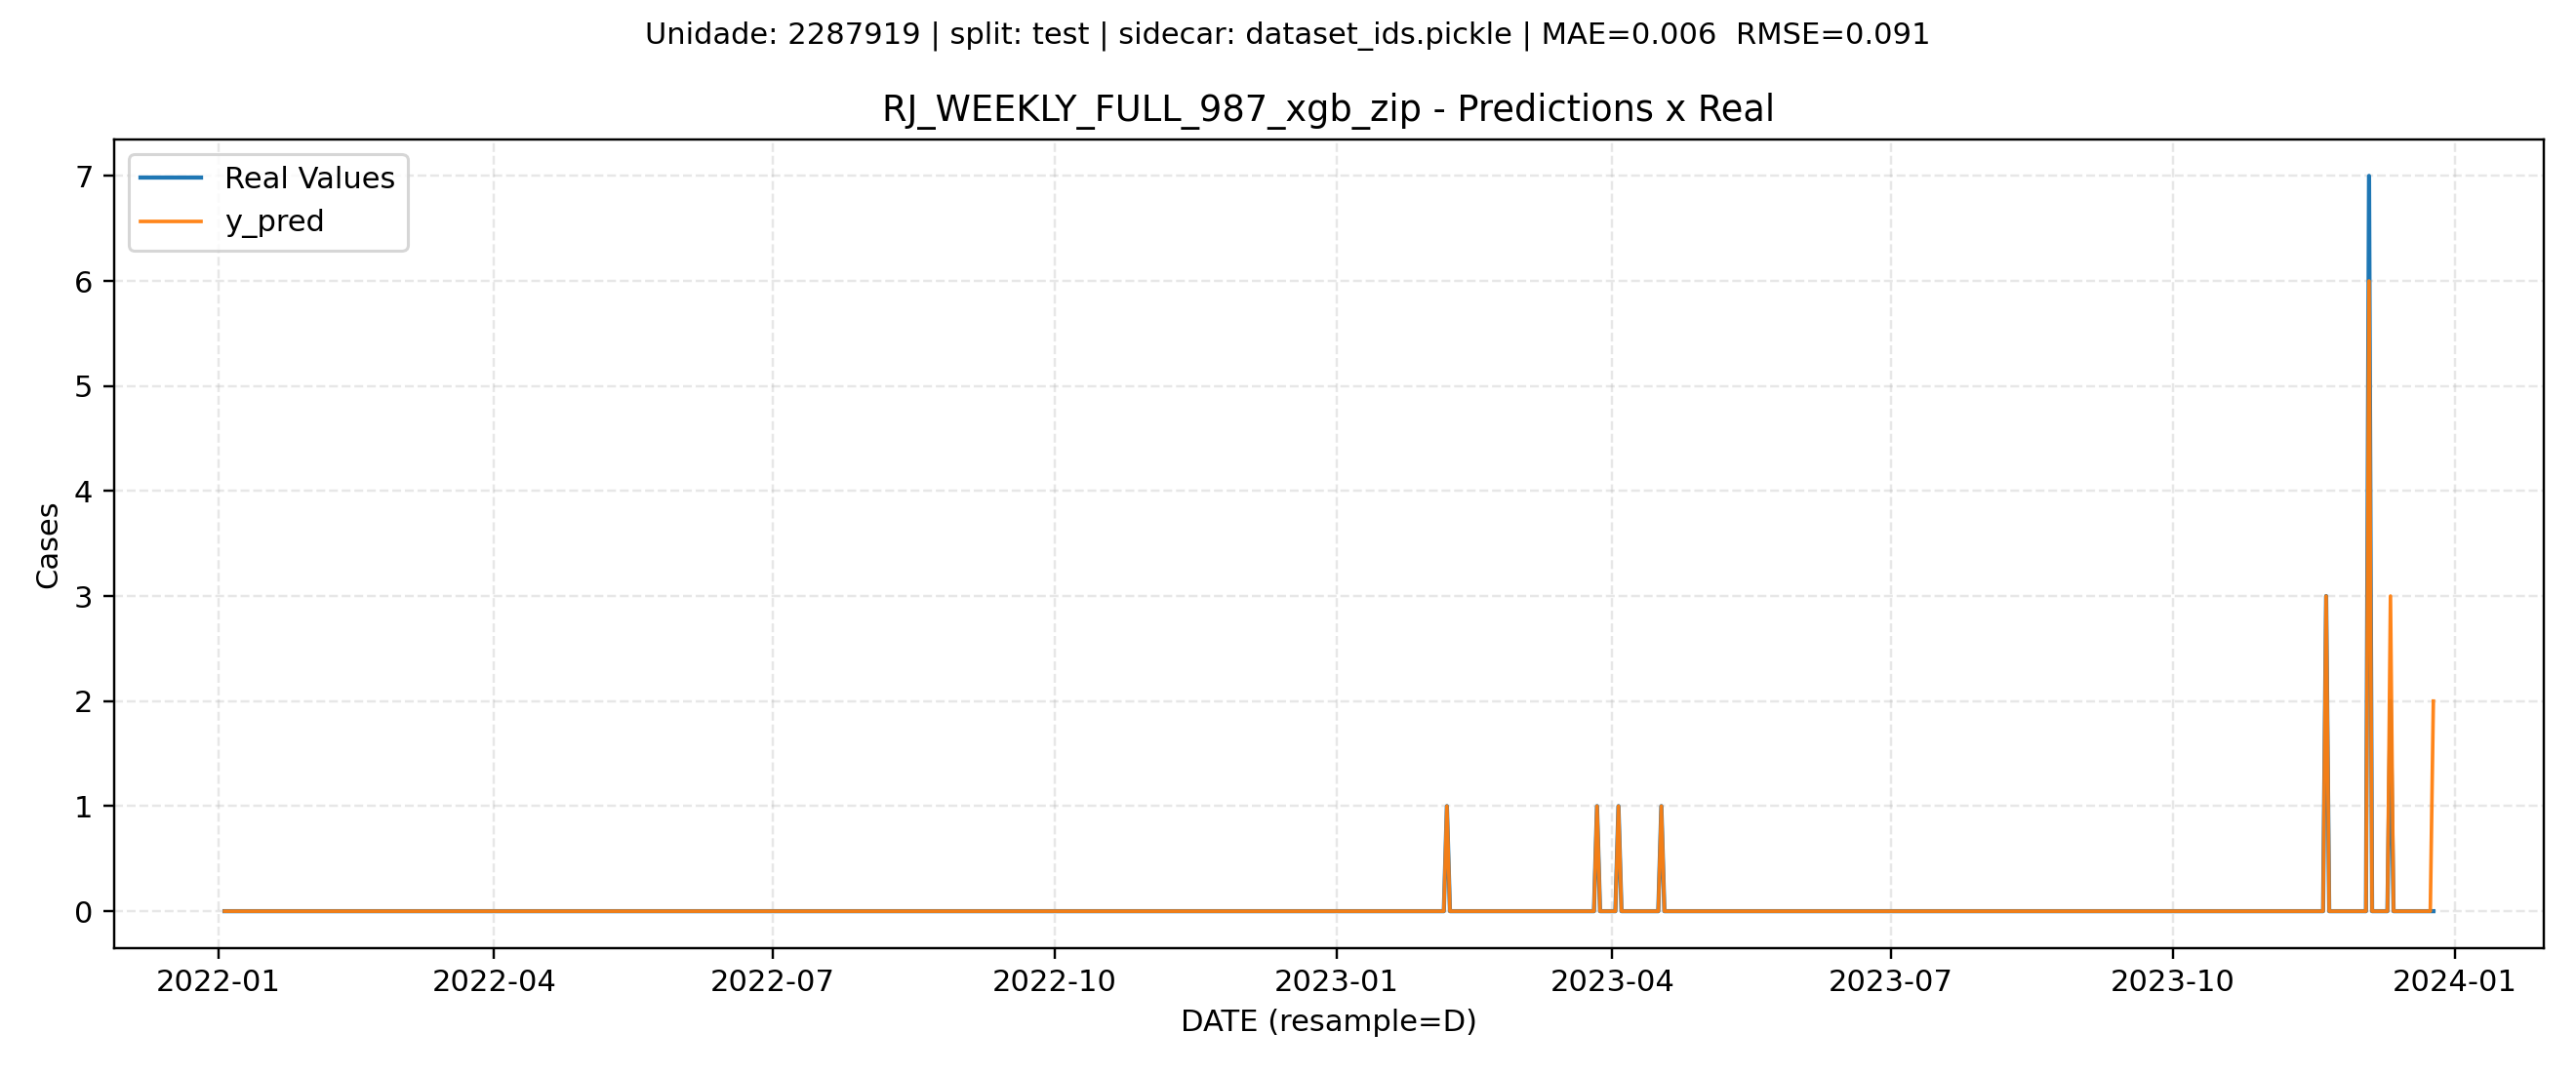 Unidade: 2287919 | split: test | sidecar: dataset_ids.pickle | MAE=0.006  RMSE=0.091
RJ_WEEKLY_FULL_987_xgb_zip - Predictions x Real
Real Values
y_pred
7
6
5
4
3
2
1
0
Cases
2022-01
2022-04
2022-07
2022-10
2023-01
2023-04
2023-07
2023-10
2024-01
DATE (resample=D)